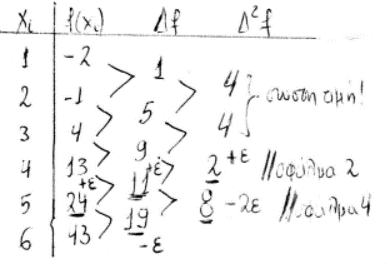 xᵢ f(xᵢ) Δf Δ²f
1 -2
1
2 -1 4
5 σωστη τιμή!
3 4 4
9
4 13 +ε 2 +ε // σφάλμα 2
+ε 11
5 24 8 -2ε // σφάλμα 4
19
6 43 -ε